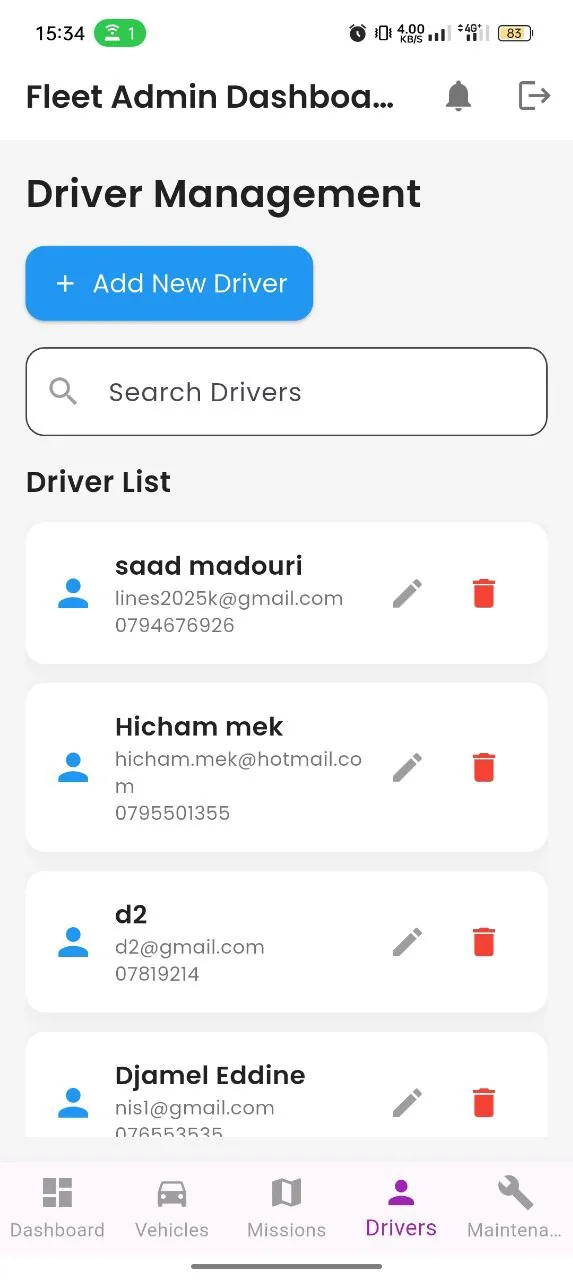 15:34 1 4.00 KB/S 4G+ 83
Fleet Admin Dashboa...
Driver Management
+ Add New Driver
Search Drivers
Driver List
saad madouri
lines2025k@gmail.com
0794676926
Hicham mek
hicham.mek@hotmail.co
m
0795501355
d2
d2@gmail.com
07819214
Djamel Eddine
nis1@gmail.com
076553535
Dashboard Vehicles Missions Drivers Maintena...